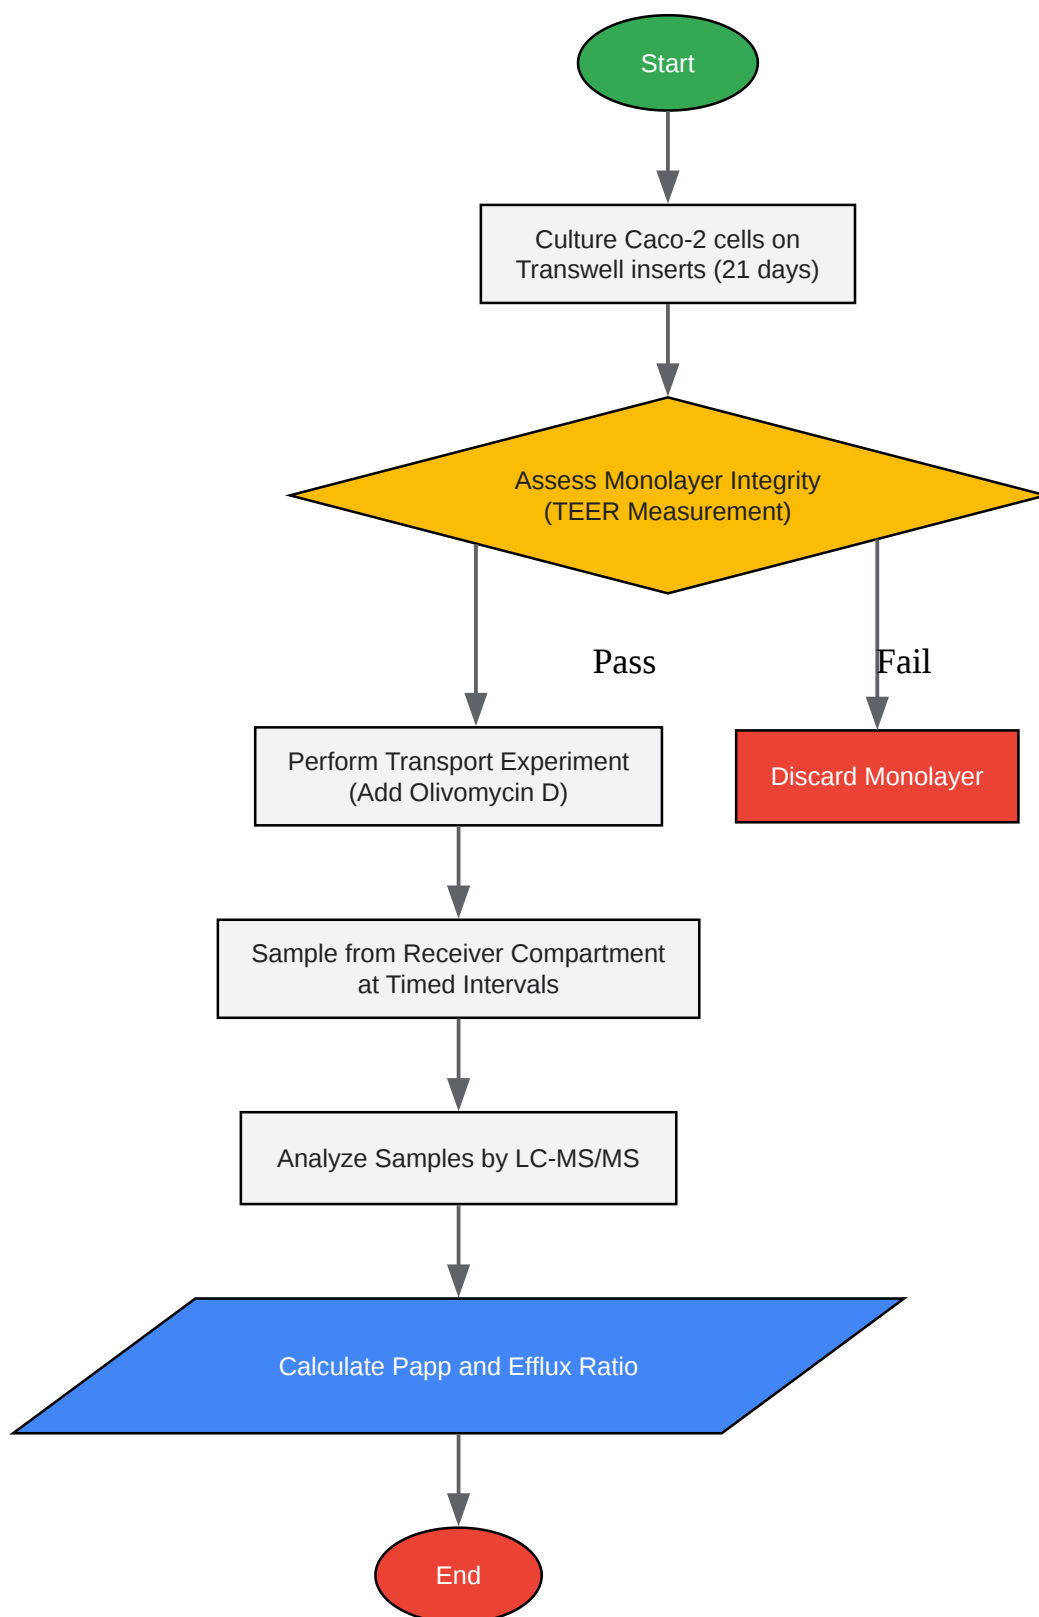 Start
Culture Caco-2 cells on
Transwell inserts (21 days)
Assess Monolayer Integrity
(TEER Measurement)
Pass
Fail
Perform Transport Experiment
(Add Olivomycin D)
Discard Monolayer
Sample from Receiver Compartment
at Timed Intervals
Analyze Samples by LC-MS/MS
Calculate Papp and Efflux Ratio
End